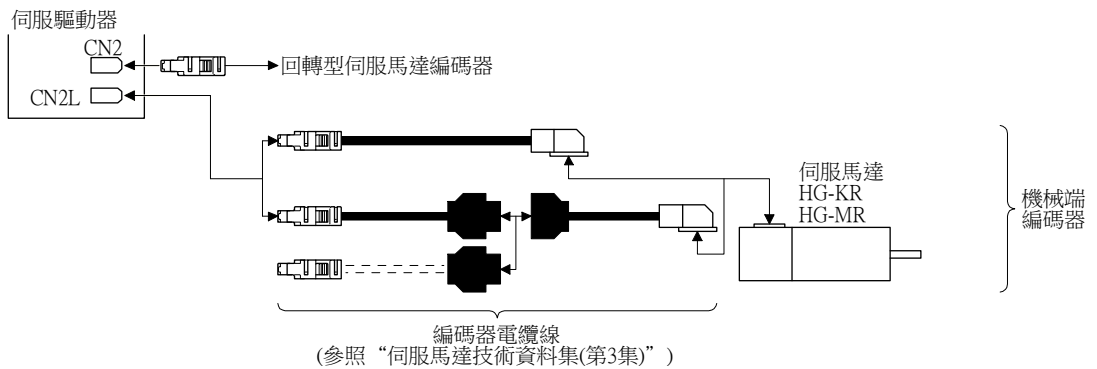 伺服驅動器
CN2
回轉型伺服馬達編碼器
CN2L
伺服馬達
HG-KR
HG-MR
機械端
編碼器
編碼器電纜線
(參照“伺服馬達技術資料集(第3集)”)